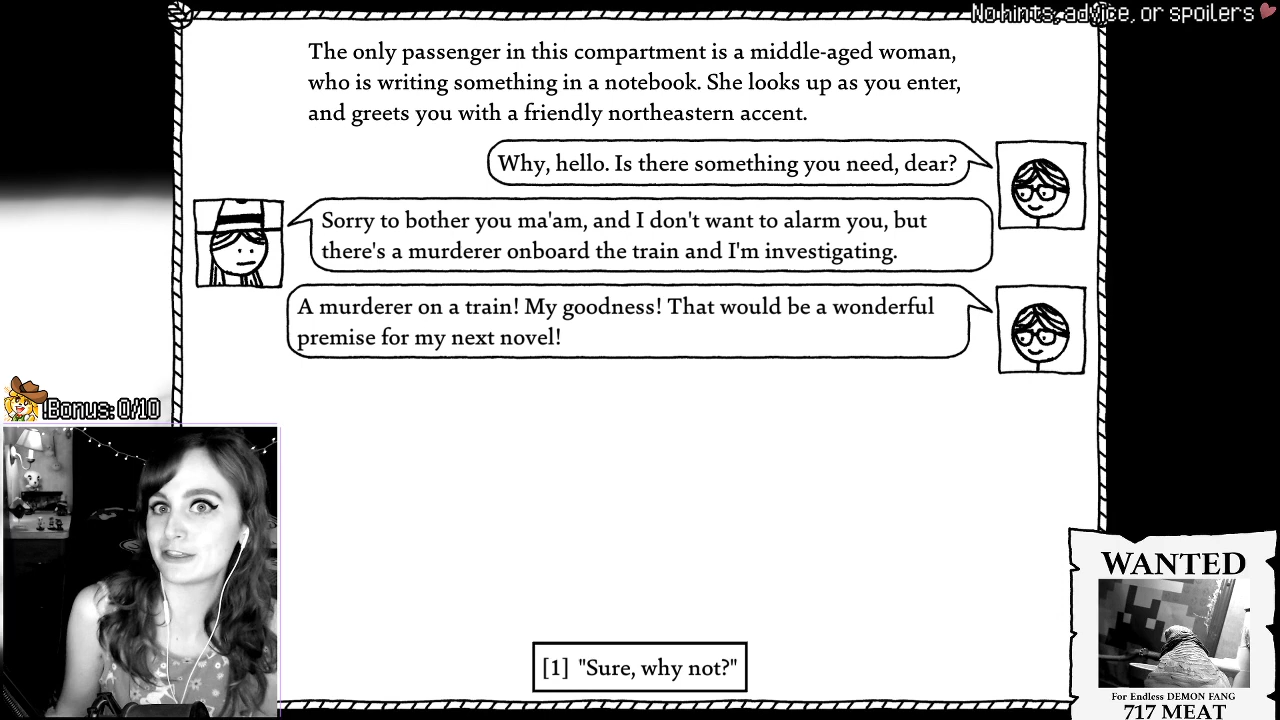 No hints, advice, or spoilers
The only passenger in this compartment is a middle-aged woman,
who is writing something in a notebook. She looks up as you enter,
and greets you with a friendly northeastern accent.
Why, hello. Is there something you need, dear?
Sorry to bother you ma'am, and I don't want to alarm you, but
there's a murderer onboard the train and I'm investigating.
A murderer on a train! My goodness! That would be a wonderful
premise for my next novel!
!Bonus: 0/10
[1] "Sure, why not?"
WANTED
For Endless DEMON FANG
717 MEAT